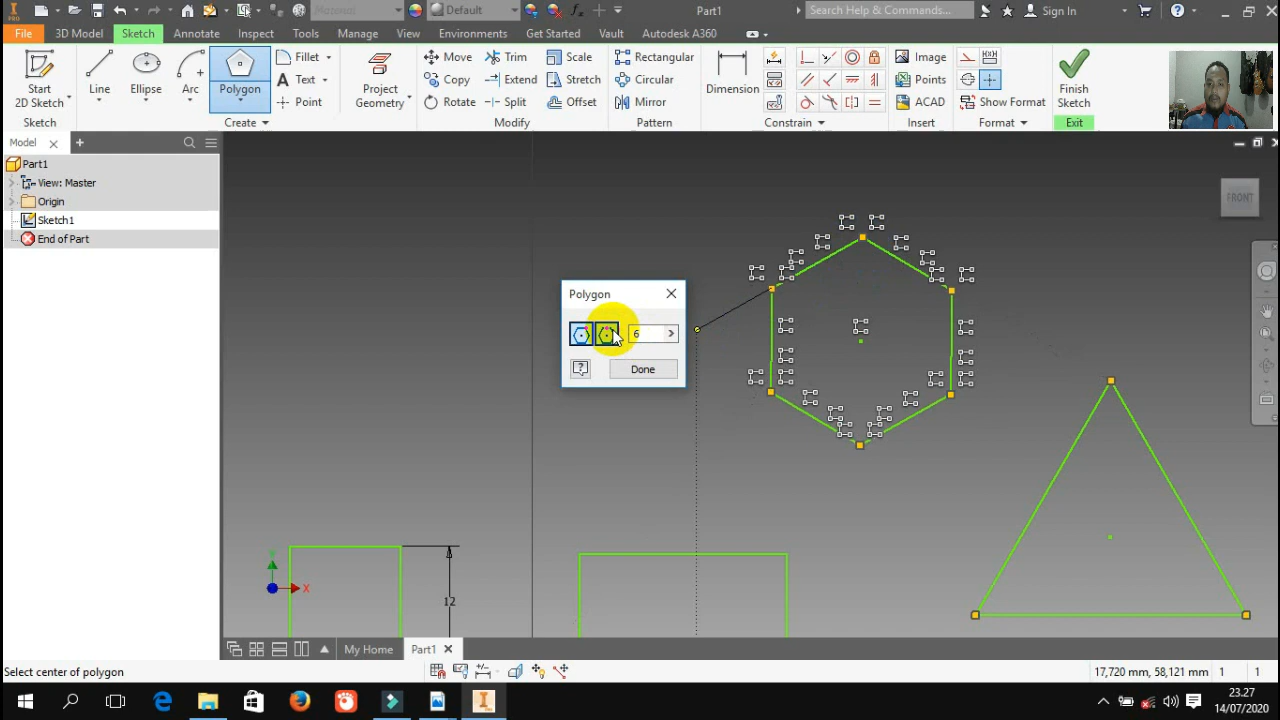 PRO
Material
Default
Part1
Search Help & Commands...
Sign In
File
3D Model
Sketch
Annotate
Inspect
Tools
Manage
View
Environments
Get Started
Vault
Autodesk A360
Start
2D Sketch
Line
Ellipse
Arc
Polygon
Fillet
Text
Point
Project
Geometry
Move
Copy
Rotate
Trim
Extend
Split
Scale
Stretch
Offset
Rectangular
Circular
Mirror
Dimension
Image
Points
ACAD
Show Format
Finish
Sketch
Sketch
Create
Modify
Pattern
Constrain
Insert
Format
Exit
Model
Part1
View: Master
Origin
Sketch1
End of Part
FRONT
Polygon
6
Done
12
Y
X
My Home
Part1
Select center of polygon
17,720 mm, 58,121 mm
1
1
23.27
14/07/2020